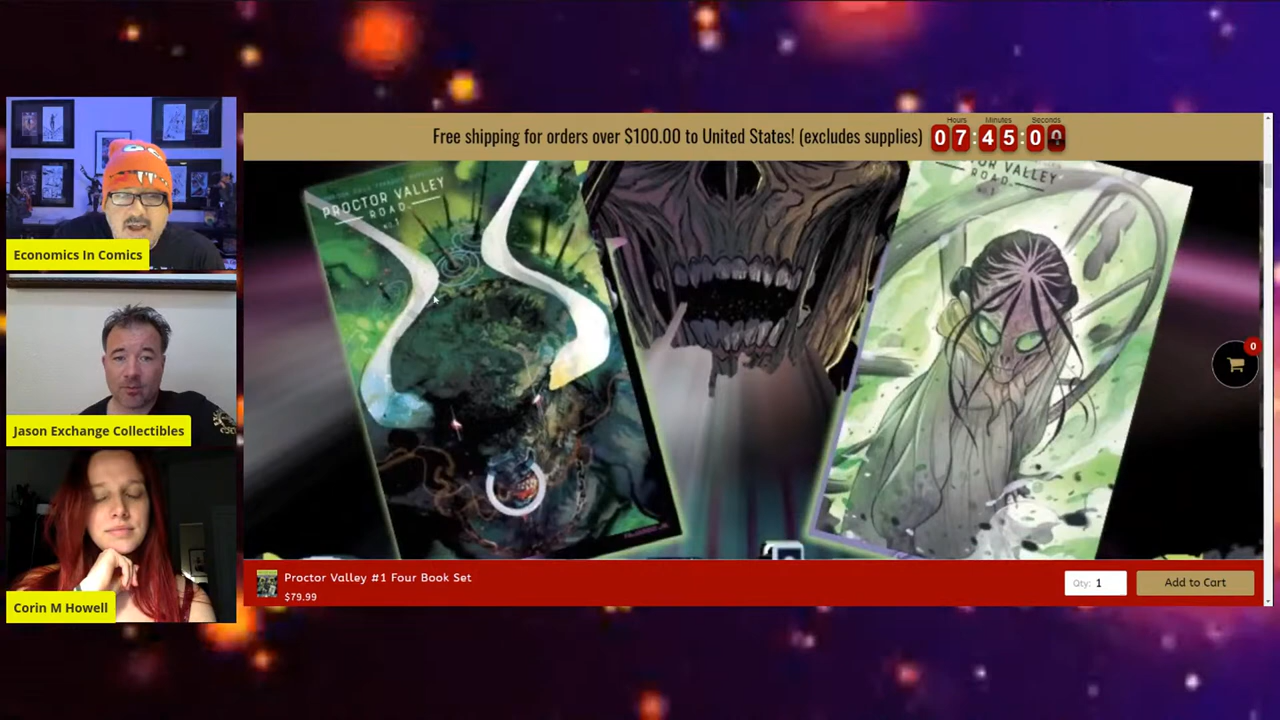 Economics In Comics
Jason Exchange Collectibles
Corin M Howell
Free shipping for orders over $100.00 to United States! (excludes supplies)
Hours Minutes Seconds
07:45:0
PROCTOR VALLEY
ROAD
PROCTOR VALLEY
ROAD
0
Proctor Valley #1 Four Book Set
$79.99
Qty: 1
Add to Cart